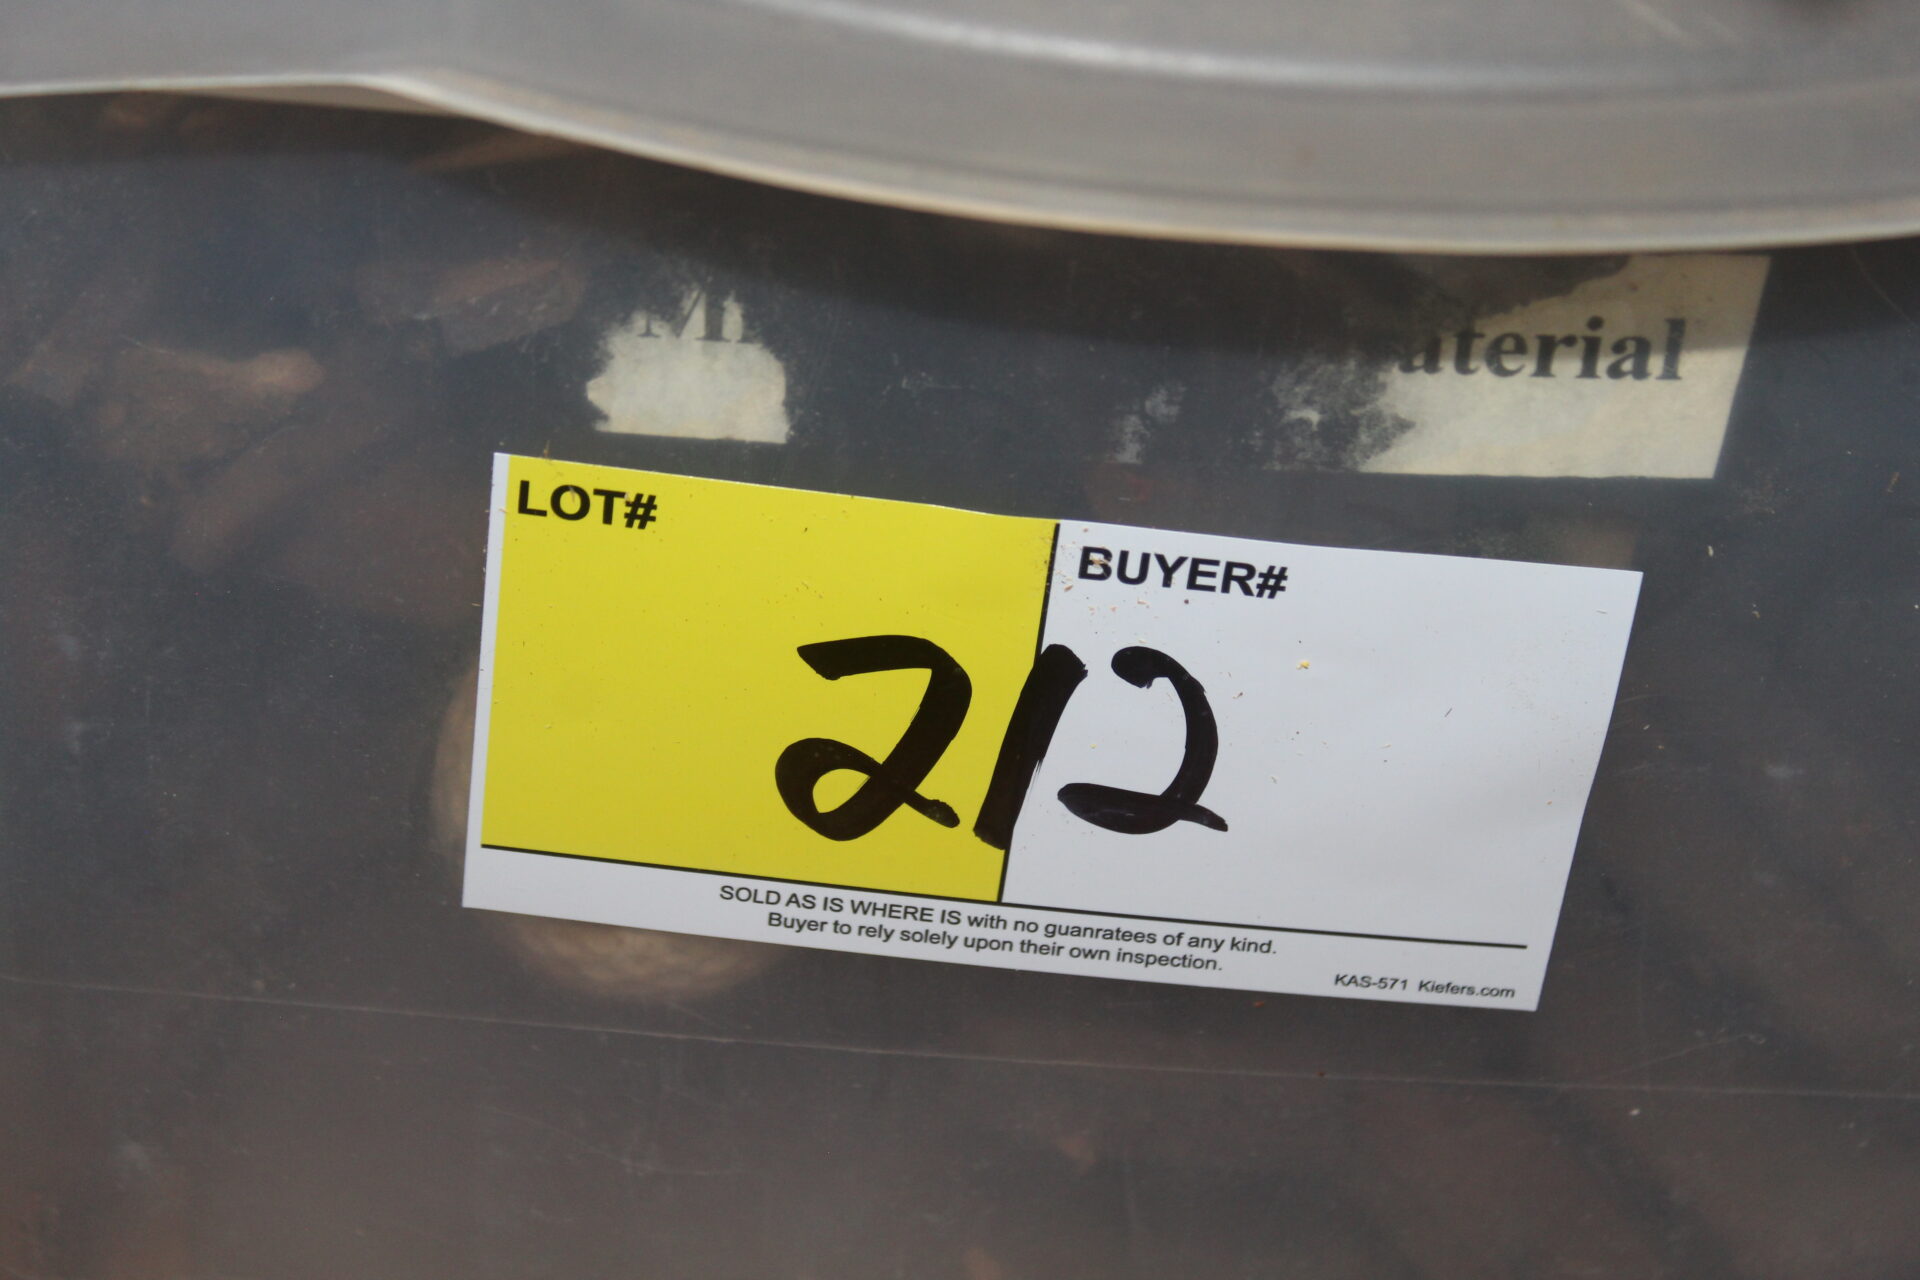 aterial
LOT#
BUYER#
212
SOLD AS IS WHERE IS with no guanratees of any kind.
Buyer to rely solely upon their own inspection.
KAS-571 Kiefers.com